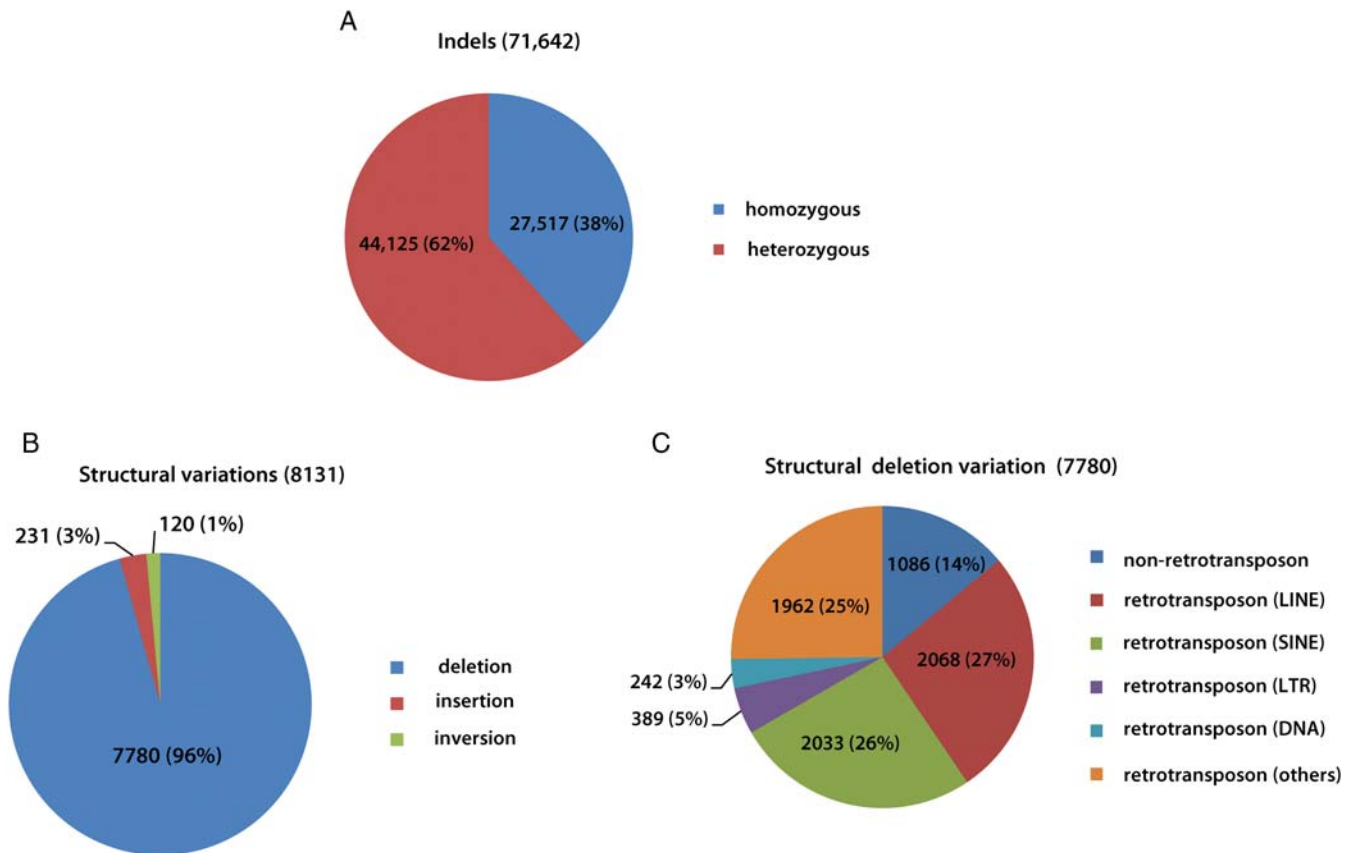 A
Indels (71,642)
27,517 (38%)
44,125 (62%)
homozygous
heterozygous
B
Structural variations (8131)
231 (3%)
120 (1%)
7780 (96%)
deletion
insertion
inversion
C
Structural deletion variation (7780)
1086 (14%)
1962 (25%)
2068 (27%)
242 (3%)
389 (5%)
2033 (26%)
non-retrotransposon
retrotransposon (LINE)
retrotransposon (SINE)
retrotransposon (LTR)
retrotransposon (DNA)
retrotransposon (others)